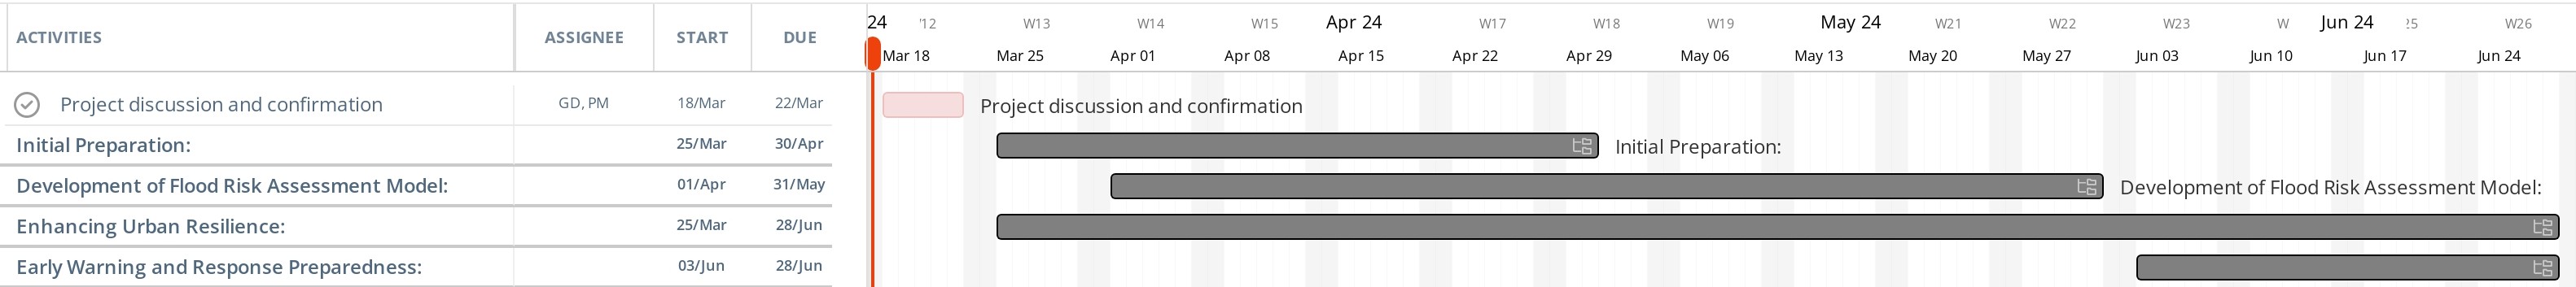 24 '12 W13 W14 W15 Apr 24 W17 W18 W19 May 24 W21 W22 W23 W Jun 24 25 W26
ACTIVITIES ASSIGNEE START DUE
Mar 18 Mar 25 Apr 01 Apr 08 Apr 15 Apr 22 Apr 29 May 06 May 13 May 20 May 27 Jun 03 Jun 10 Jun 17 Jun 24
Project discussion and confirmation GD, PM 18/Mar 22/Mar Project discussion and confirmation
Initial Preparation: 25/Mar 30/Apr Initial Preparation:
Development of Flood Risk Assessment Model: 01/Apr 31/May Development of Flood Risk Assessment Model:
Enhancing Urban Resilience: 25/Mar 28/Jun
Early Warning and Response Preparedness: 03/Jun 28/Jun